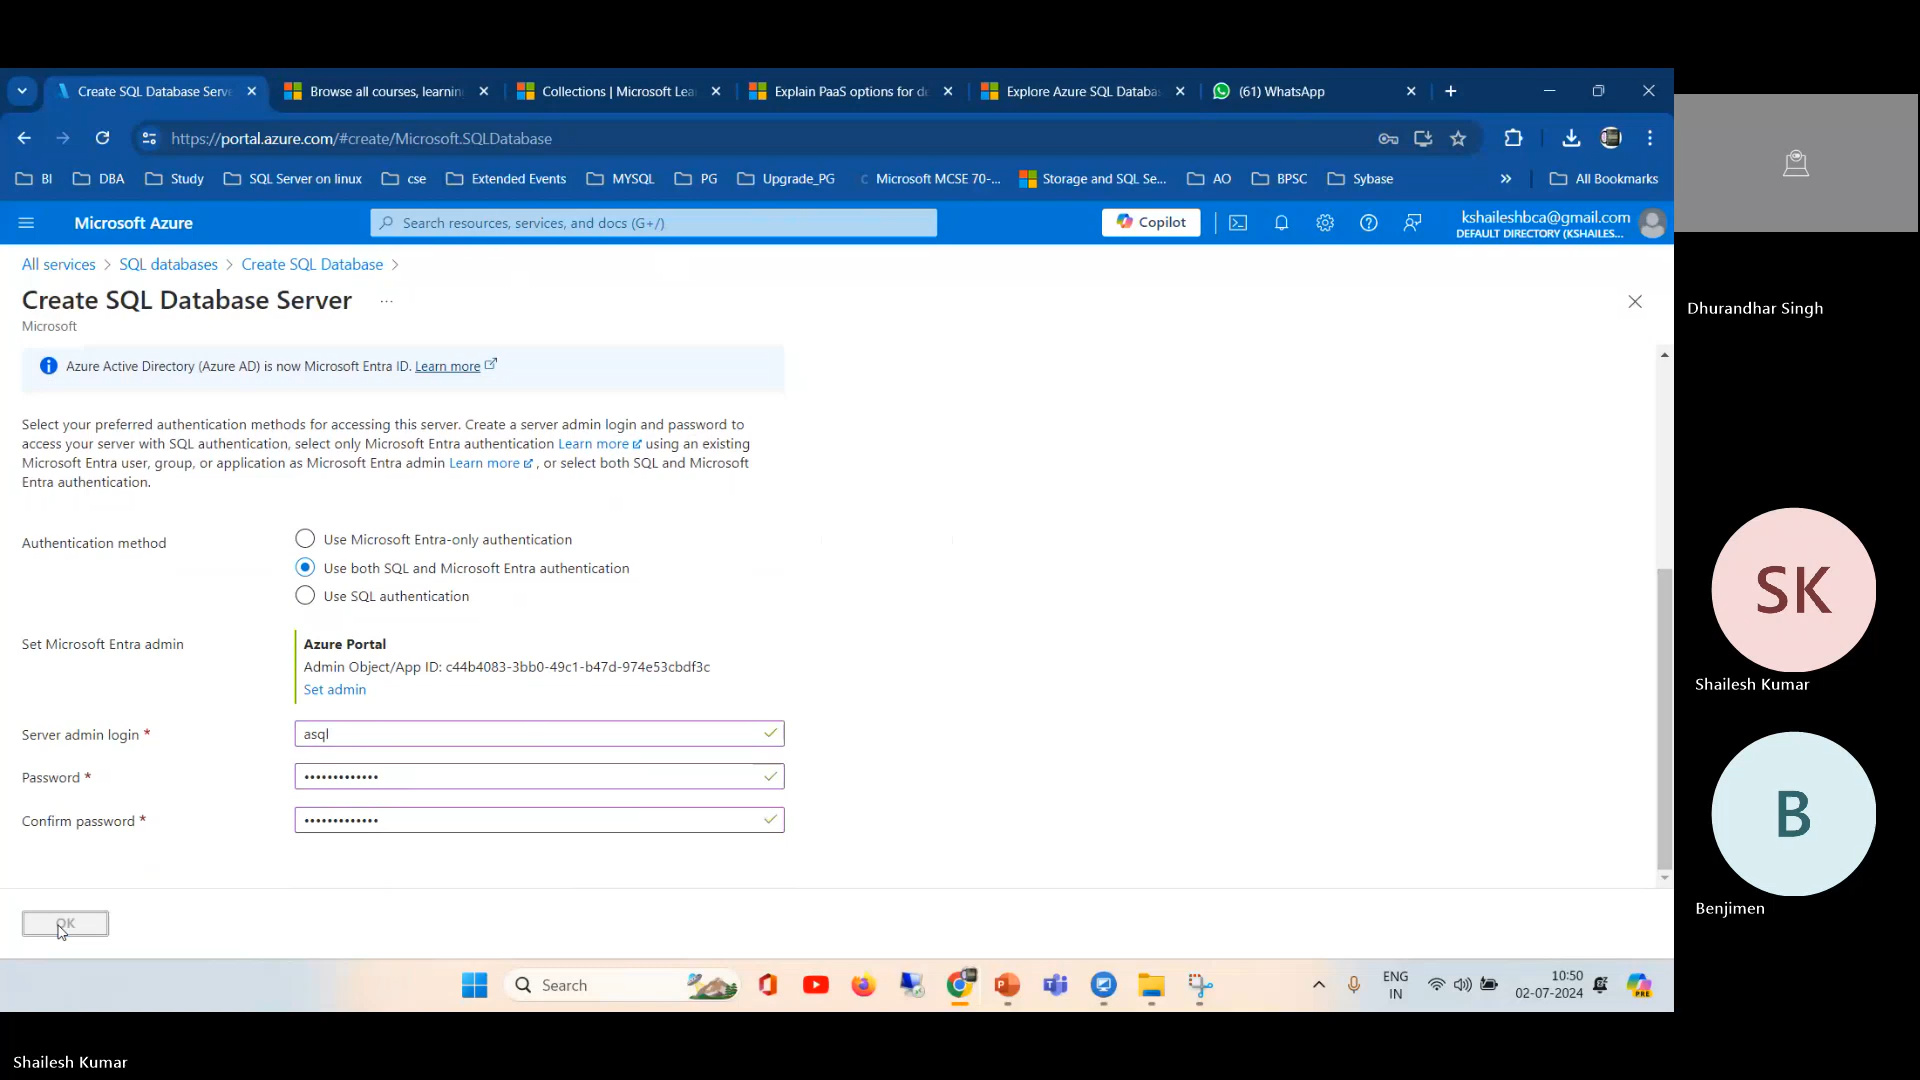 Create SQL Database Serve
Browse all courses, learnin
Collections | Microsoft Lea
Explain PaaS options for de
Explore Azure SQL Databa
(61) WhatsApp
https://portal.azure.com/#create/Microsoft.SQLDatabase
BI
DBA
Study
SQL Server on linux
cse
Extended Events
MYSQL
PG
Upgrade_PG
Microsoft MCSE 70-...
Storage and SQL Se...
AO
BPSC
Sybase
All Bookmarks
Microsoft Azure
Search resources, services, and docs (G+/)
Copilot
kshaileshbca@gmail.com
DEFAULT DIRECTORY (KSHAILES...
All services > SQL databases > Create SQL Database >
Create SQL Database Server ...
Microsoft
Azure Active Directory (Azure AD) is now Microsoft Entra ID. Learn more
Select your preferred authentication methods for accessing this server. Create a server admin login and password to
access your server with SQL authentication, select only Microsoft Entra authentication Learn more using an existing
Microsoft Entra user, group, or application as Microsoft Entra admin Learn more , or select both SQL and Microsoft
Entra authentication.
Authentication method
Use Microsoft Entra-only authentication
Use both SQL and Microsoft Entra authentication
Use SQL authentication
Set Microsoft Entra admin
Azure Portal
Admin Object/App ID: c44b4083-3bb0-49c1-b47d-974e53cbdf3c
Set admin
Server admin login *
asql
Password *
•••••••••••••
Confirm password *
•••••••••••••
OK
Search
ENG
IN
10:50
02-07-2024
PRE
Dhurandhar Singh
SK
Shailesh Kumar
B
Benjimen
Shailesh Kumar